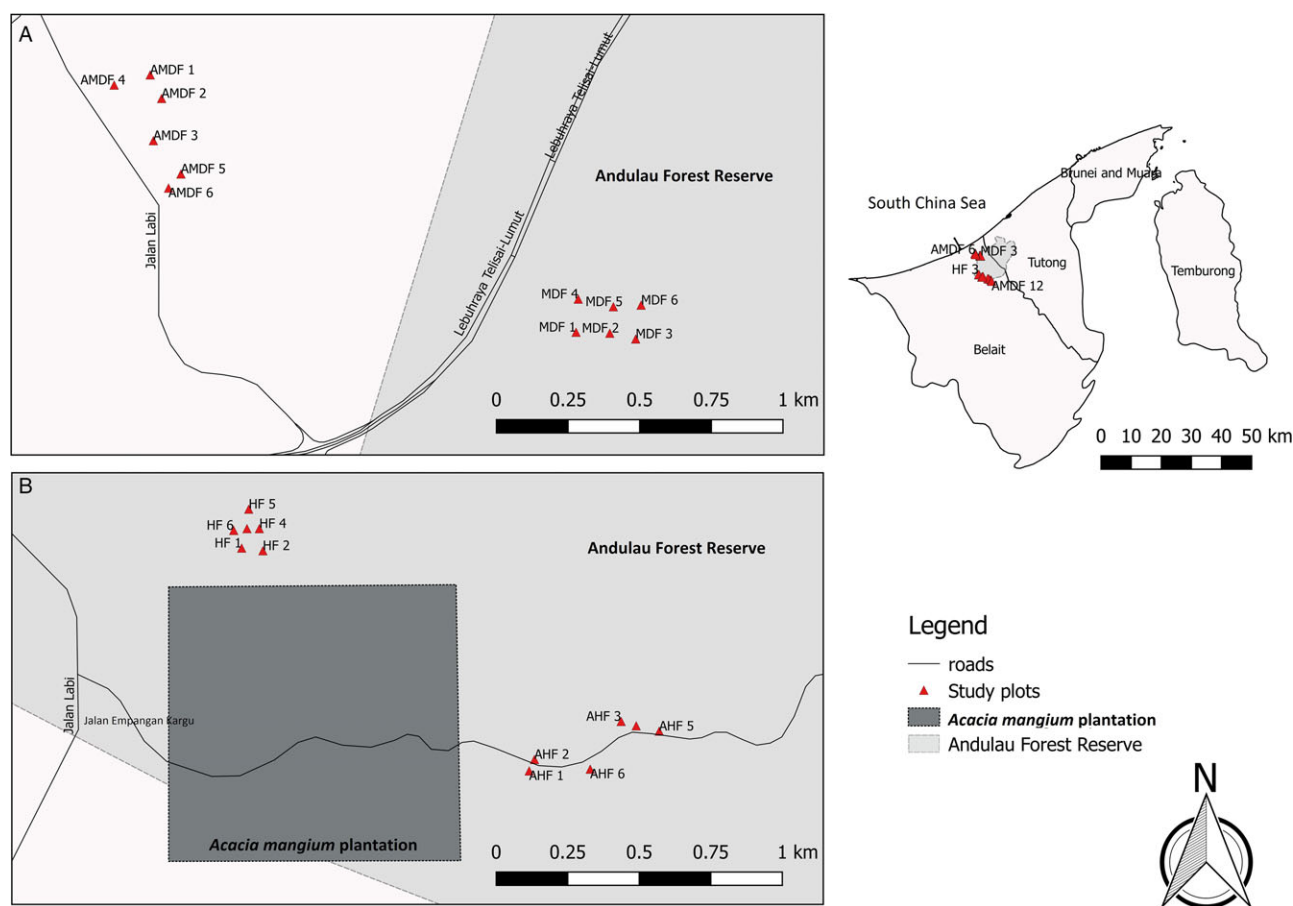 A
AMDF 1
AMDF 4
AMDF 2
AMDF 3
AMDF 5
AMDF 6
Jalan Labi
Lebuhraya Telisai-Lumut
Lebuhraya Telisai-Lumut
Andulau Forest Reserve
MDF 4
MDF 5
MDF 6
MDF 1
MDF 2
MDF 3
0 0.25 0.5 0.75 1 km
South China Sea
Brunei and Muara
AMDF 6
MDF 3
HF 3
AMDF 12
Tutong
Temburong
Belait
0 10 20 30 40 50 km
B
HF 5
HF 6
HF 4
HF 1
HF 2
Andulau Forest Reserve
Jalan Labi
Jalan Empangan Kargu
AHF 3
AHF 5
AHF 2
AHF 1
AHF 6
Acacia mangium plantation
0 0.25 0.5 0.75 1 km
Legend
roads
Study plots
Acacia mangium plantation
Andulau Forest Reserve
N